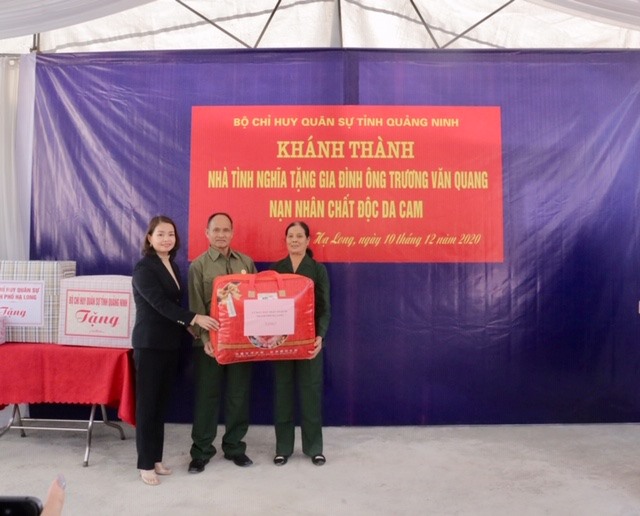 BỘ CHỈ HUY QUÂN SỰ TỈNH QUẢNG NINH
KHÁNH THÀNH
NHÀ TÌNH NGHĨA TẶNG GIA ĐÌNH ÔNG TRƯƠNG VĂN QUANG
NẠN NHÂN CHẤT ĐỘC DA CAM
Hạ Long, ngày 10 tháng 12 năm 2020
HUY QUÂN SỰ
PHỐ HẠ LONG
Tặng
BỘ CHỈ HUY QUÂN SỰ TỈNH QUẢNG NINH
Tặng